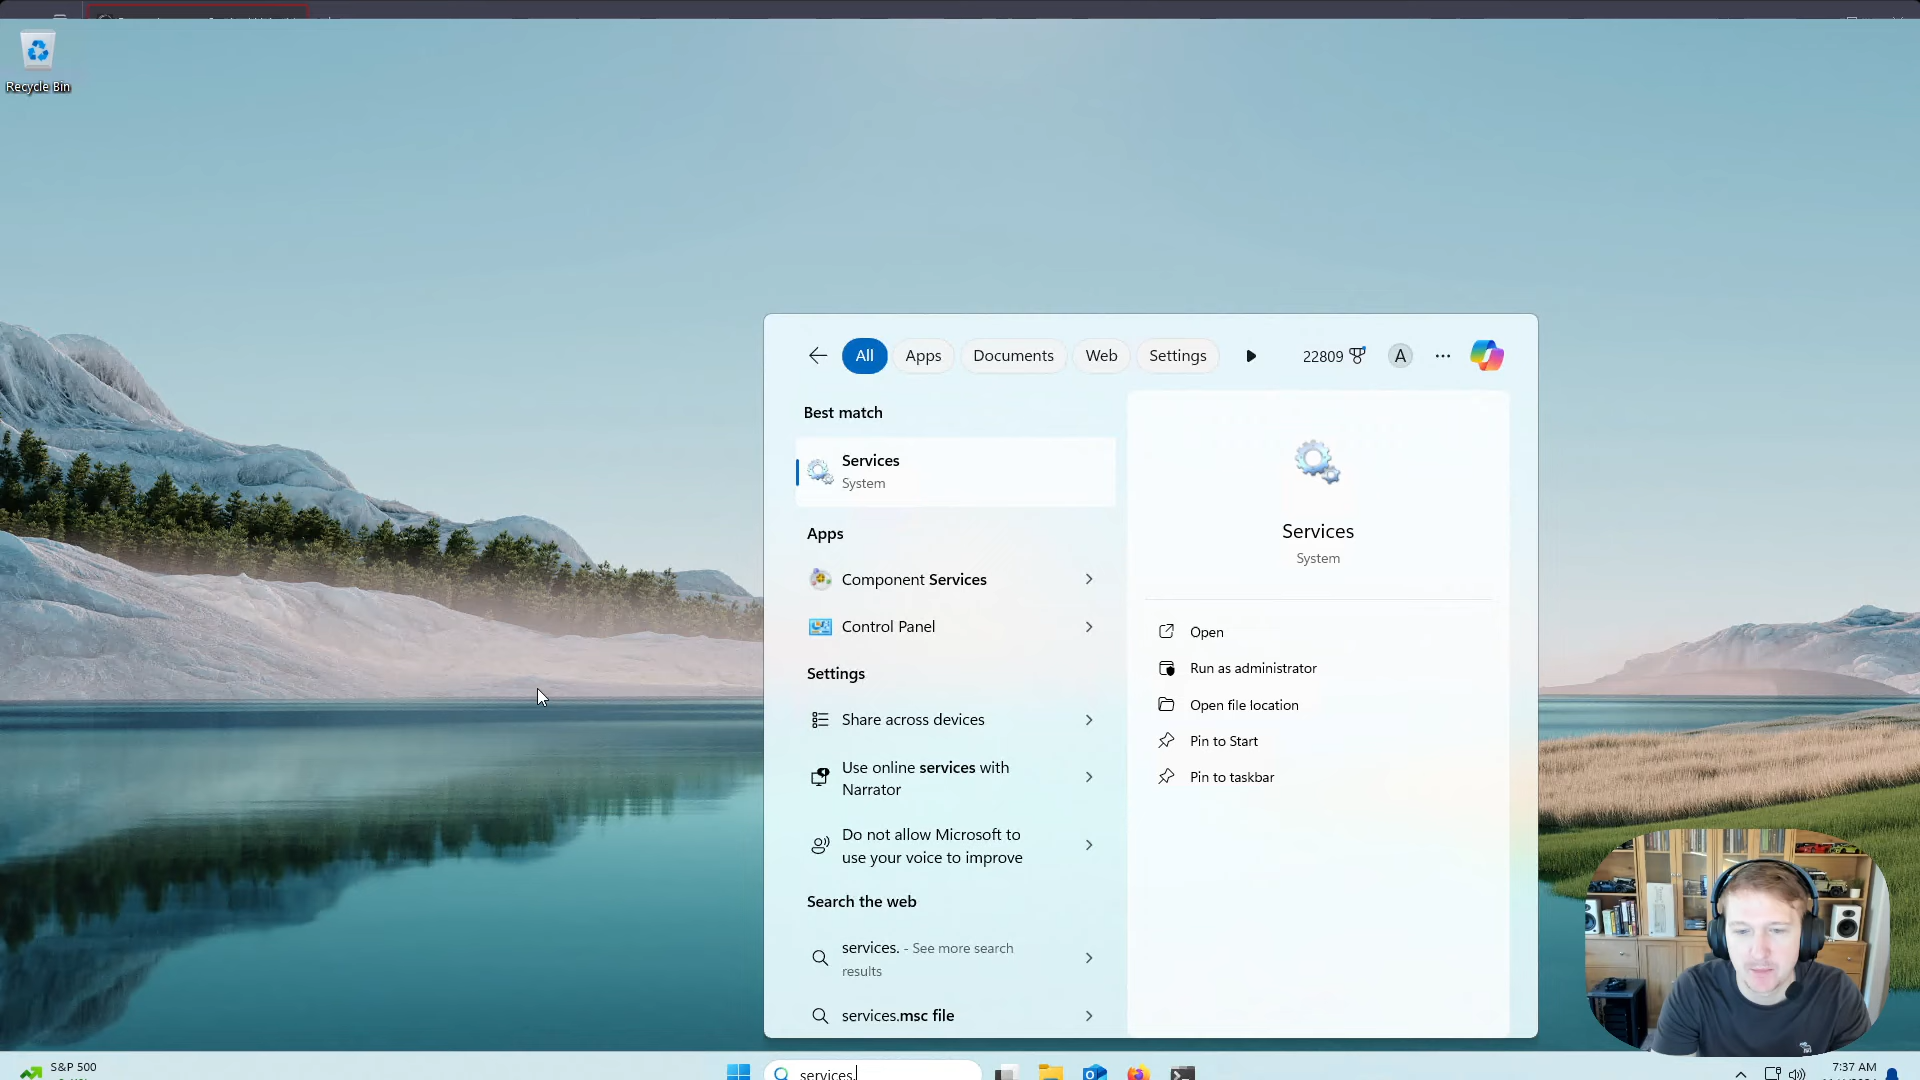 Recycle Bin
All
Apps
Documents
Web
Settings
22809
A
Best match
Services
System
Apps
Component Services
Control Panel
Settings
Share across devices
Use online services with
Narrator
Do not allow Microsoft to
use your voice to improve
Search the web
services. - See more search
results
services.msc file
Services
System
Open
Run as administrator
Open file location
Pin to Start
Pin to taskbar
S&P 500
services.
7:37 AM